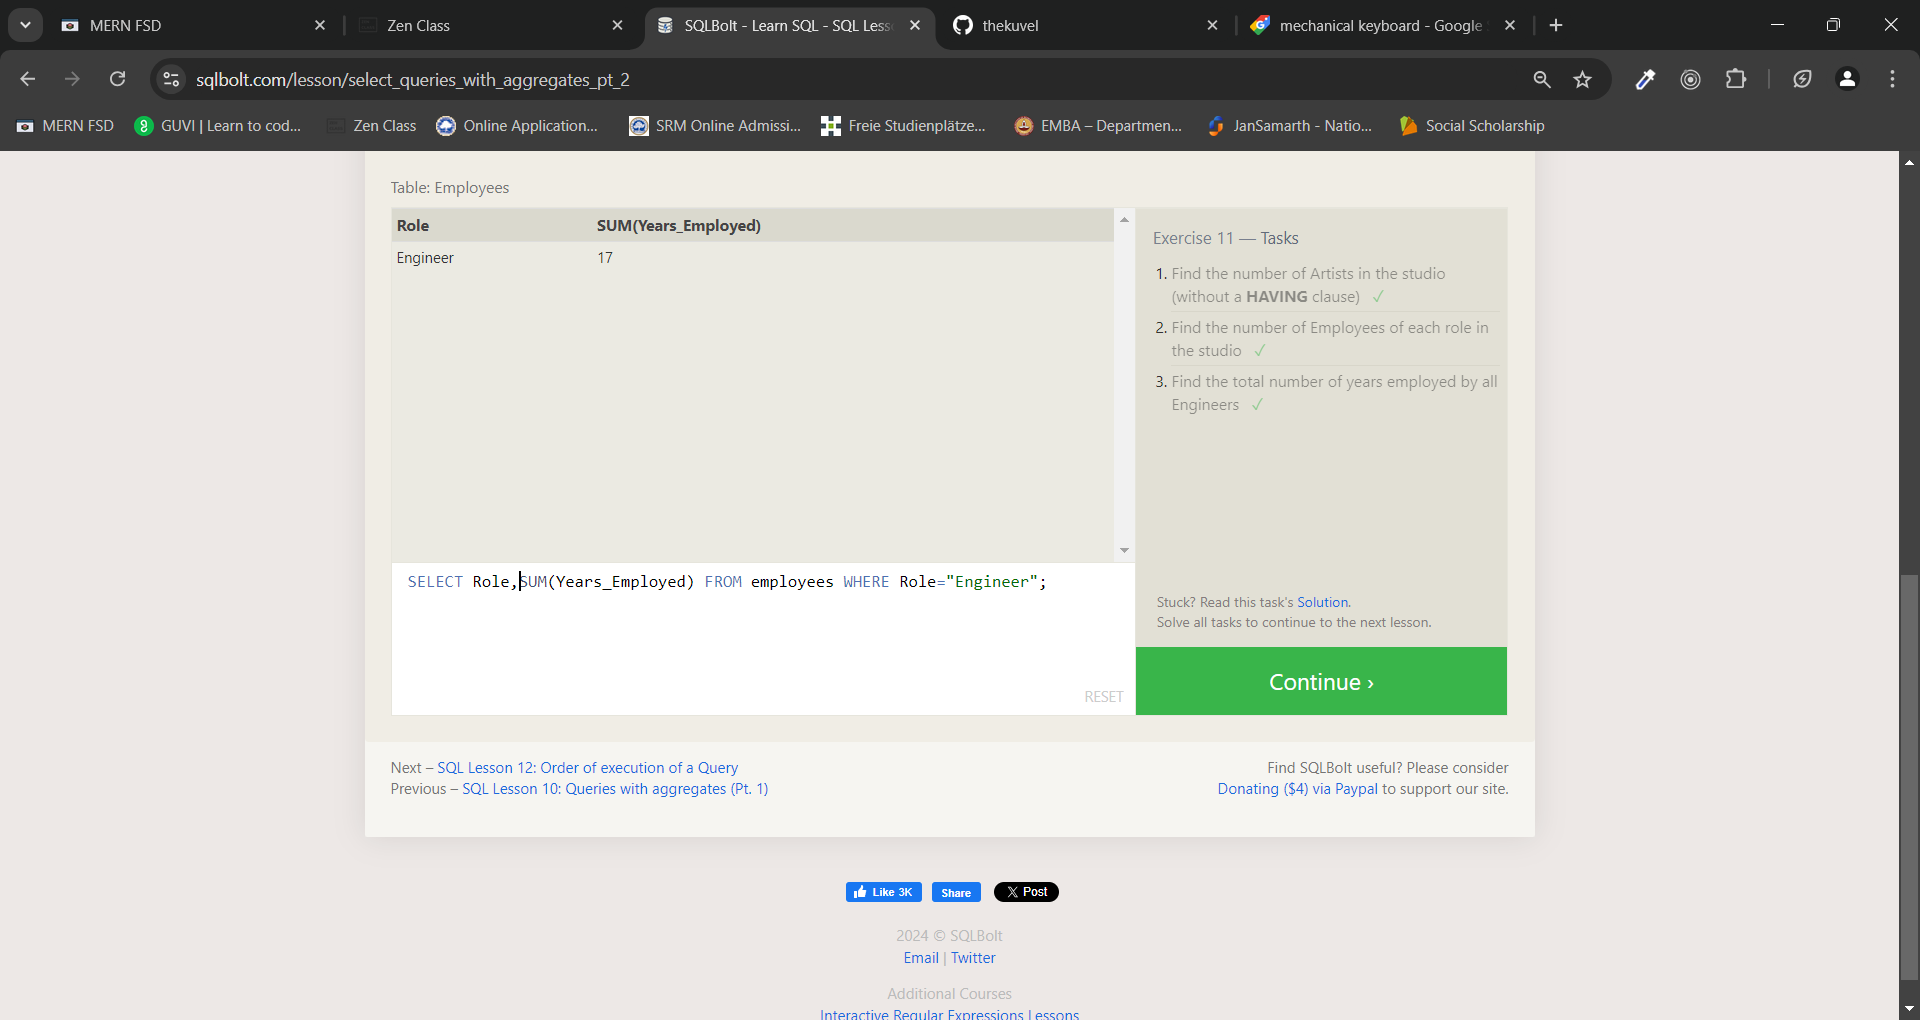 MERN FSD
Zen Class
SQLBolt - Learn SQL - SQL Less
thekuvel
mechanical keyboard - Google
sqlbolt.com/lesson/select_queries_with_aggregates_pt_2
MERN FSD
GUVI | Learn to cod...
Zen Class
Online Application...
SRM Online Admissi...
Freie Studienplätze...
EMBA – Departmen...
JanSamarth - Natio...
Social Scholarship
Table: Employees
Role SUM(Years_Employed)
Engineer 17
SELECT Role,SUM(Years_Employed) FROM employees WHERE Role="Engineer";
RESET
Exercise 11 — Tasks
1. Find the number of Artists in the studio
(without a HAVING clause) ✓
2. Find the number of Employees of each role in
the studio ✓
3. Find the total number of years employed by all
Engineers ✓
Stuck? Read this task's Solution.
Solve all tasks to continue to the next lesson.
Continue ›
Next – SQL Lesson 12: Order of execution of a Query
Previous – SQL Lesson 10: Queries with aggregates (Pt. 1)
Find SQLBolt useful? Please consider
Donating ($4) via Paypal to support our site.
Like 3K
Share
X Post
2024 © SQLBolt
Email | Twitter
Additional Courses
Interactive Regular Expressions Lessons